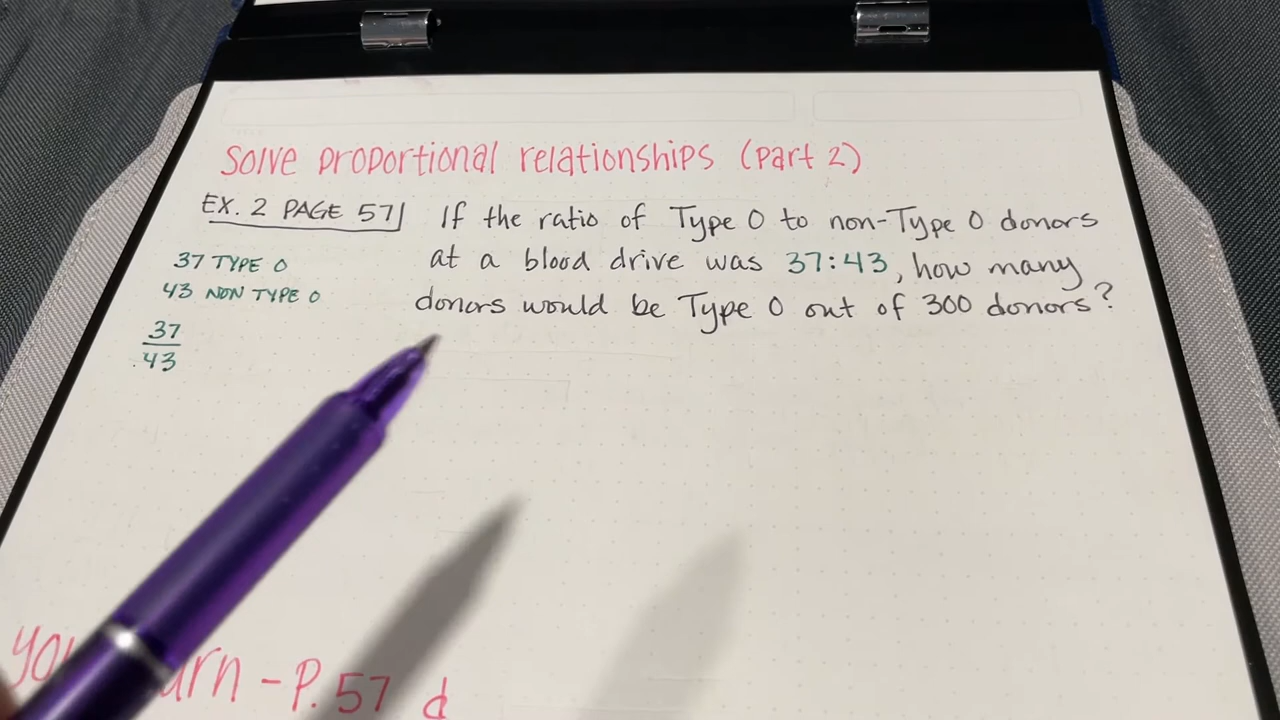 Solve proportional relationships (part 2)
EX. 2 PAGE 57
If the ratio of Type O to non-Type O donors
at a blood drive was 37:43, how many
donors would be Type O out of 300 donors?
37 TYPE O
43 NON TYPE O
37
43
- P. 57 d